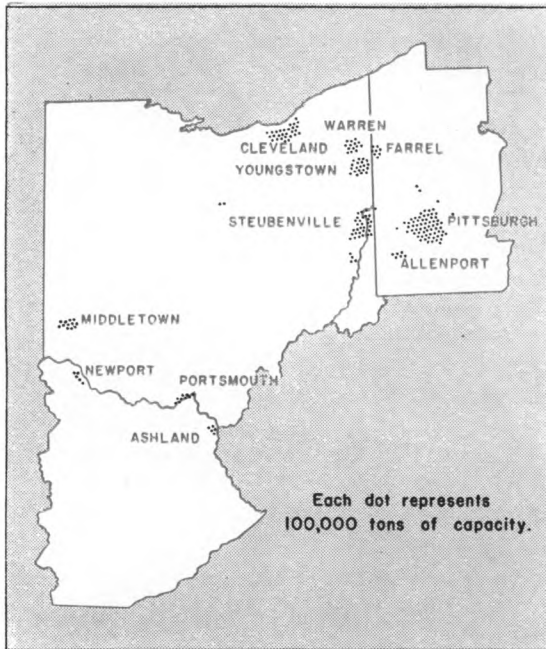 WARREN
CLEVELAND
FARREL
YOUNGSTOWN
STEUBENVILLE
PITTSBURGH
ALLENPORT
MIDDLETOWN
NEWPORT
PORTSMOUTH
ASHLAND
Each dot represents
100,000 tons of capacity.